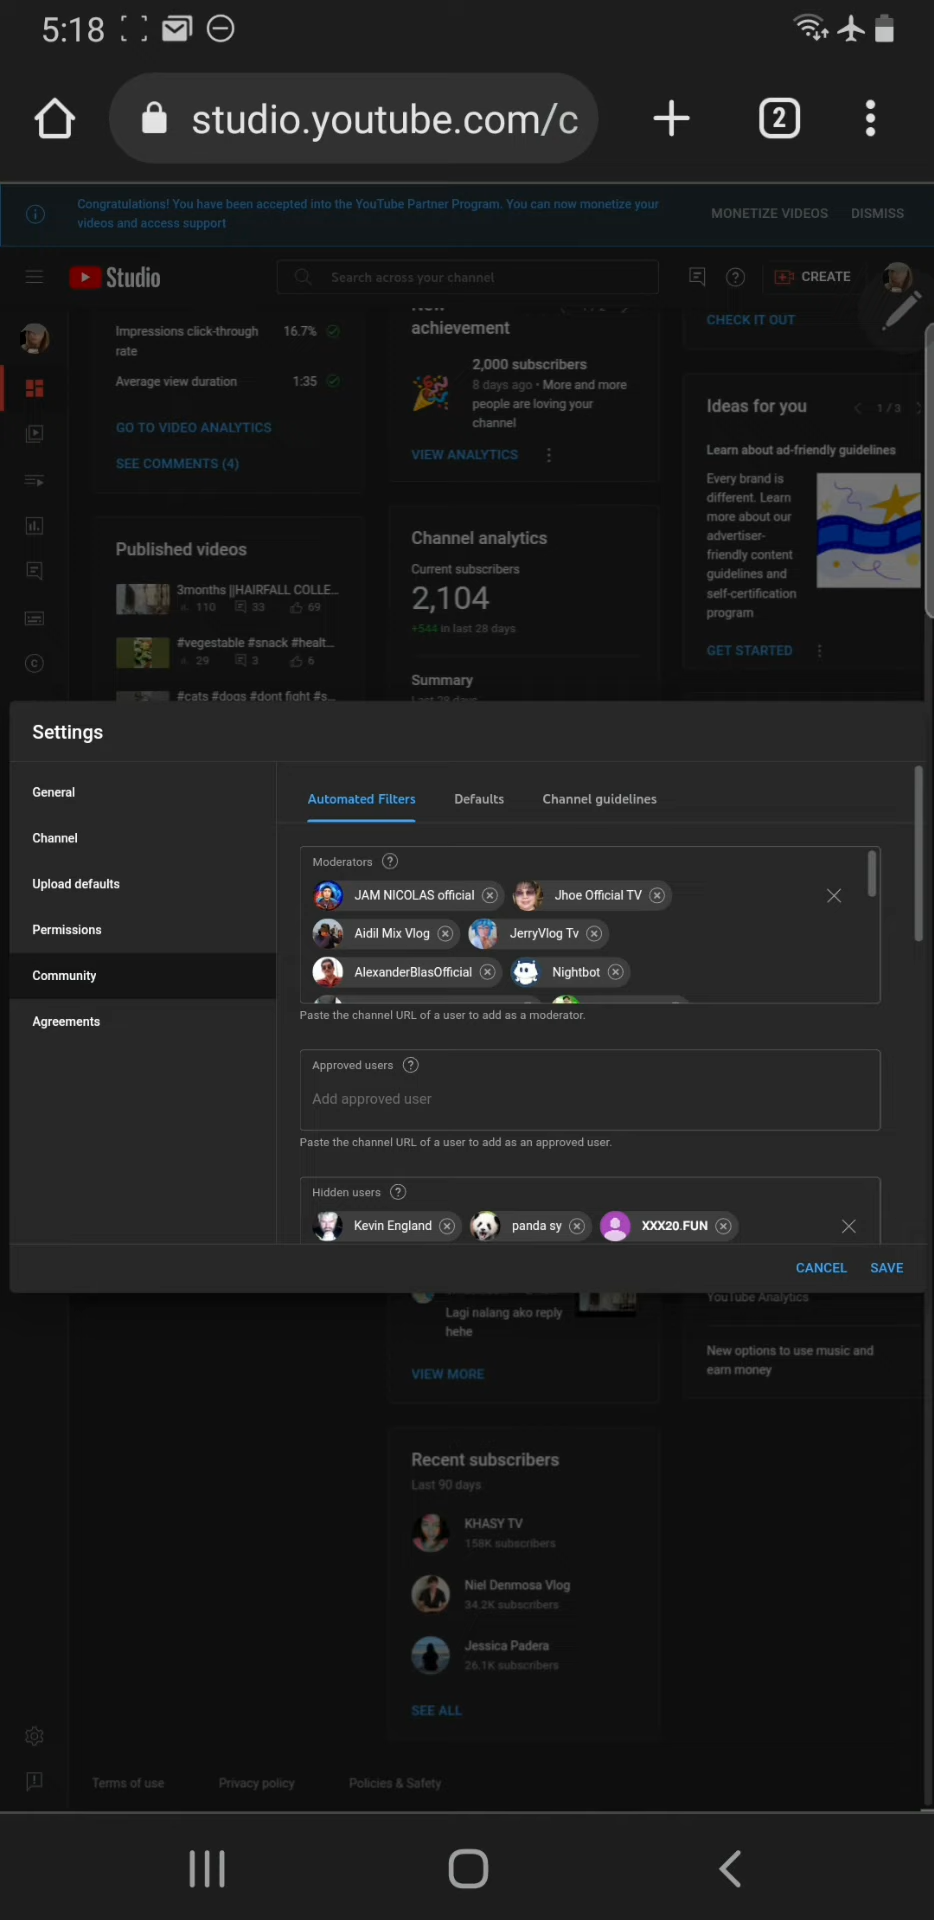 5:18
studio.youtube.com/c
2
Congratulations! You have been accepted into the YouTube Partner Program. You can now monetize your
videos and access support
MONETIZE VIDEOS
DISMISS
Studio
Search across your channel
CREATE
Impressions click-through
rate
16.7%
Average view duration
1:35
GO TO VIDEO ANALYTICS
SEE COMMENTS (4)
achievement
2,000 subscribers
8 days ago • More and more
people are loving your
channel
VIEW ANALYTICS
CHECK IT OUT
Ideas for you
1 / 3
Learn about ad-friendly guidelines
Every brand is
different. Learn
more about our
advertiser-
friendly content
guidelines and
self-certification
program
GET STARTED
Published videos
3months ||HAIRFALL COLLE...
110 33 69
#vegestable #snack #healt...
29 3 6
#cats #dogs #dont fight #s...
Channel analytics
Current subscribers
2,104
+544 in last 28 days
Summary
Last 28 days
Settings
General
Channel
Upload defaults
Permissions
Community
Agreements
Automated Filters
Defaults
Channel guidelines
Moderators
JAM NICOLAS official
Jhoe Official TV
Aidil Mix Vlog
JerryVlog Tv
AlexanderBlasOfficial
Nightbot
Paste the channel URL of a user to add as a moderator.
Approved users
Add approved user
Paste the channel URL of a user to add as an approved user.
Hidden users
Kevin England
panda sy
XXX20.FUN
CANCEL
SAVE
Lagi nalang ako reply
hehe
VIEW MORE
YouTube Analytics
New options to use music and
earn money
Recent subscribers
Last 90 days
KHASY TV
158K subscribers
Niel Denmosa Vlog
34.2K subscribers
Jessica Padera
26.1K subscribers
SEE ALL
Terms of use
Privacy policy
Policies & Safety